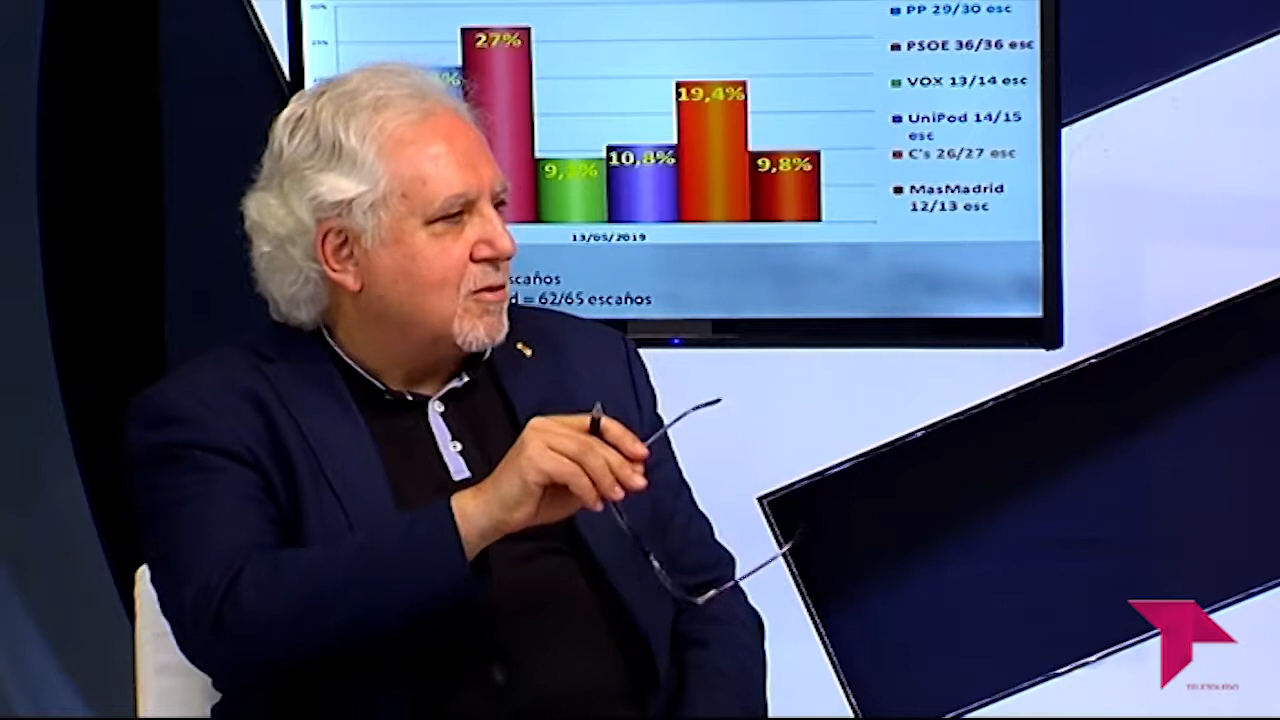 27%
9,
10,8%
19,4%
9,8%
13/05/2019
PP 29/30 esc
PSOE 36/36 esc
VOX 13/14 esc
UniPod 14/15
esc
C's 26/27 esc
MasMadrid
12/13 esc
scaños
d = 62/65 escaños
TELETOLEDO